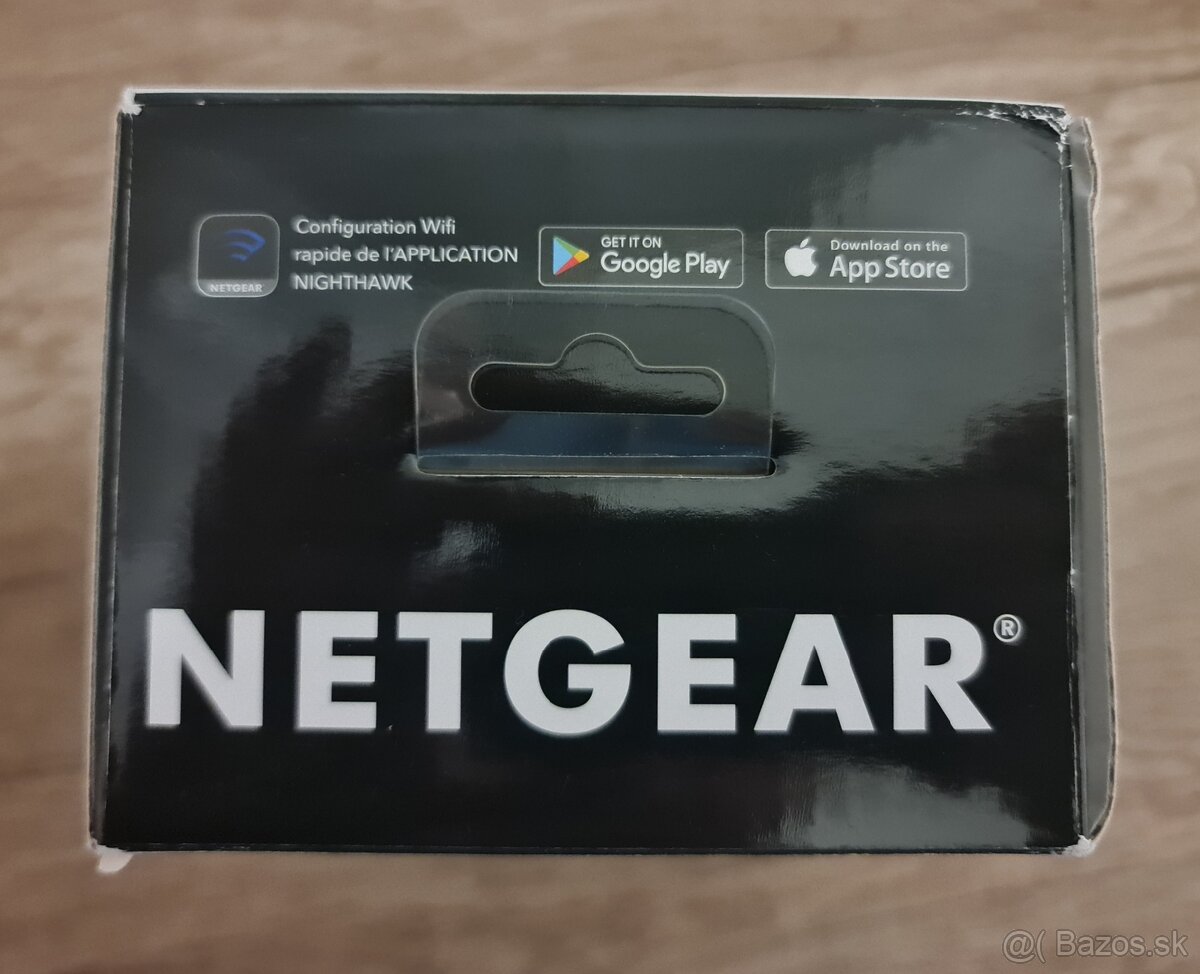 Configuration Wifi
rapide de l'APPLICATION
NIGHTHAWK
NETGEAR
GET IT ON
Google Play
Download on the
App Store
NETGEAR®
@( Bazos.sk